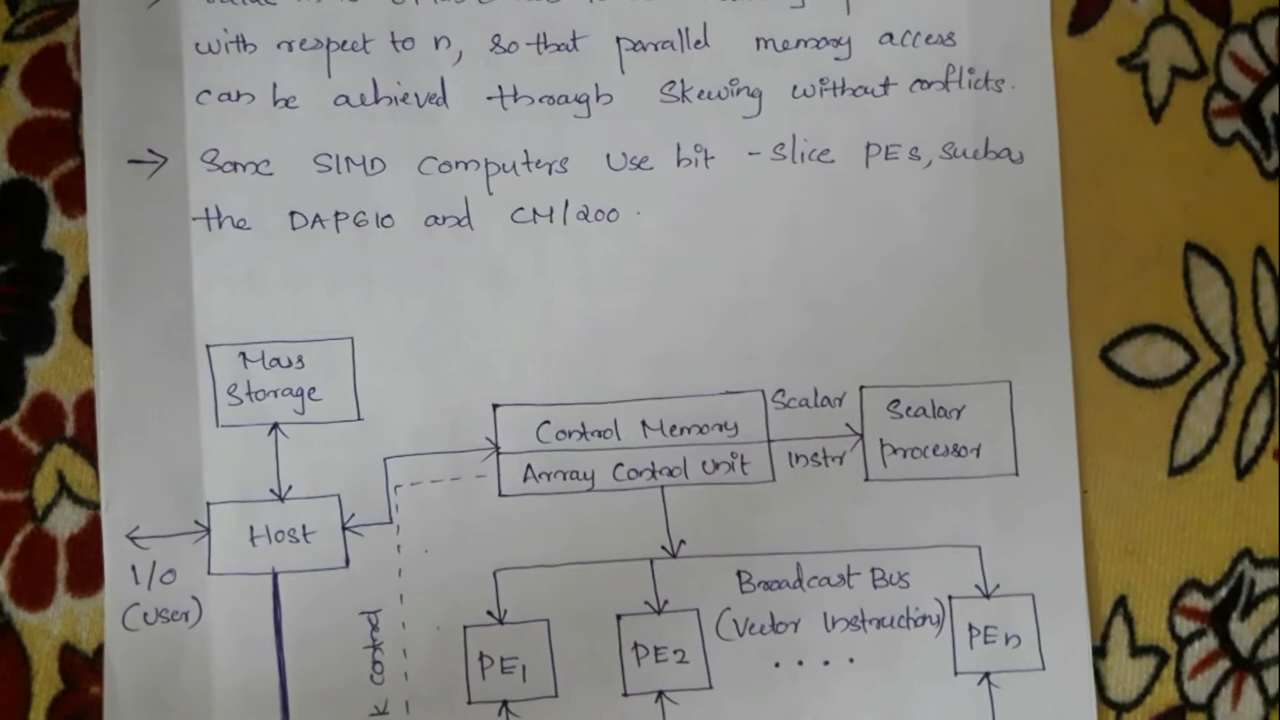 with respect to n, so that parallel memory access
can be achieved through skewing without conflicts.
→ Some SIMD computers use bit - slice PEs, such as
the DAP610 and CM/200.
Mass
Storage
Control Memory
Array Control Unit
Scalar
Instr
Scalar
processor
Host
I/O
(User)
Broadcast Bus
(Vector Instruction)
k control
PE1
PE2
. . . .
PEn